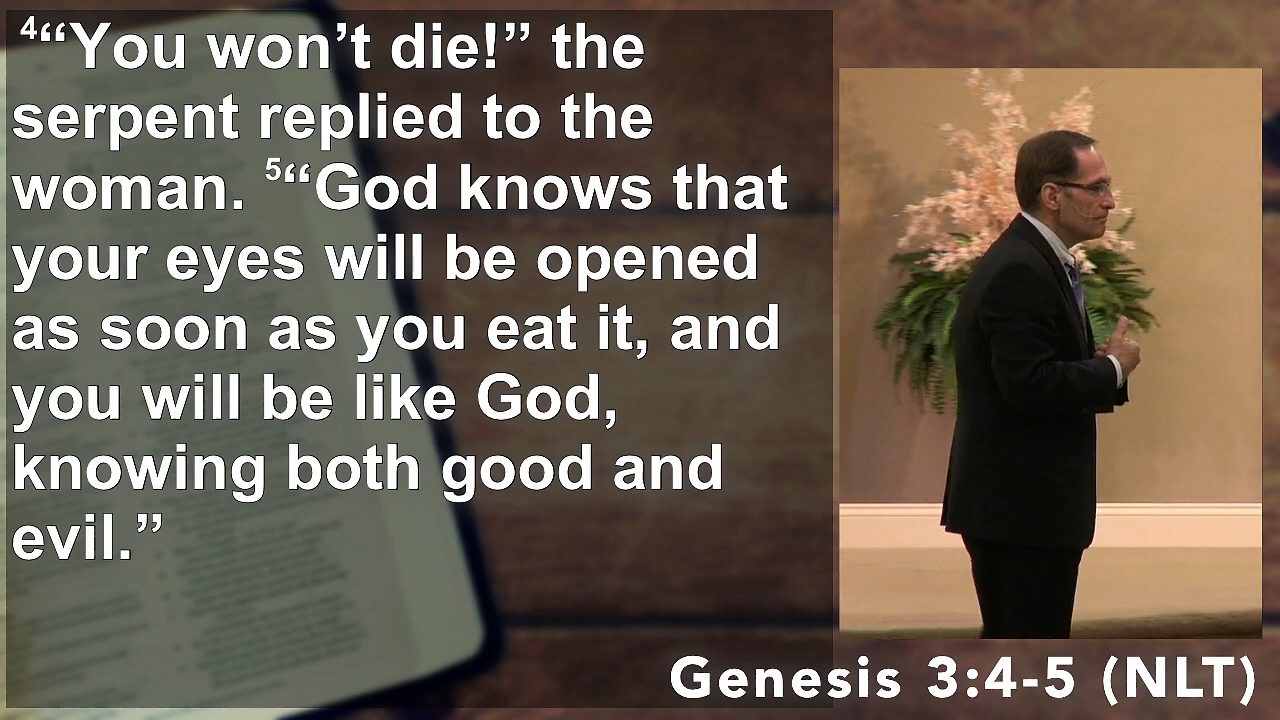 ⁴“You won’t die!” the
serpent replied to the
woman. ⁵“God knows that
your eyes will be opened
as soon as you eat it, and
you will be like God,
knowing both good and
evil.”
Genesis 3:4-5 (NLT)